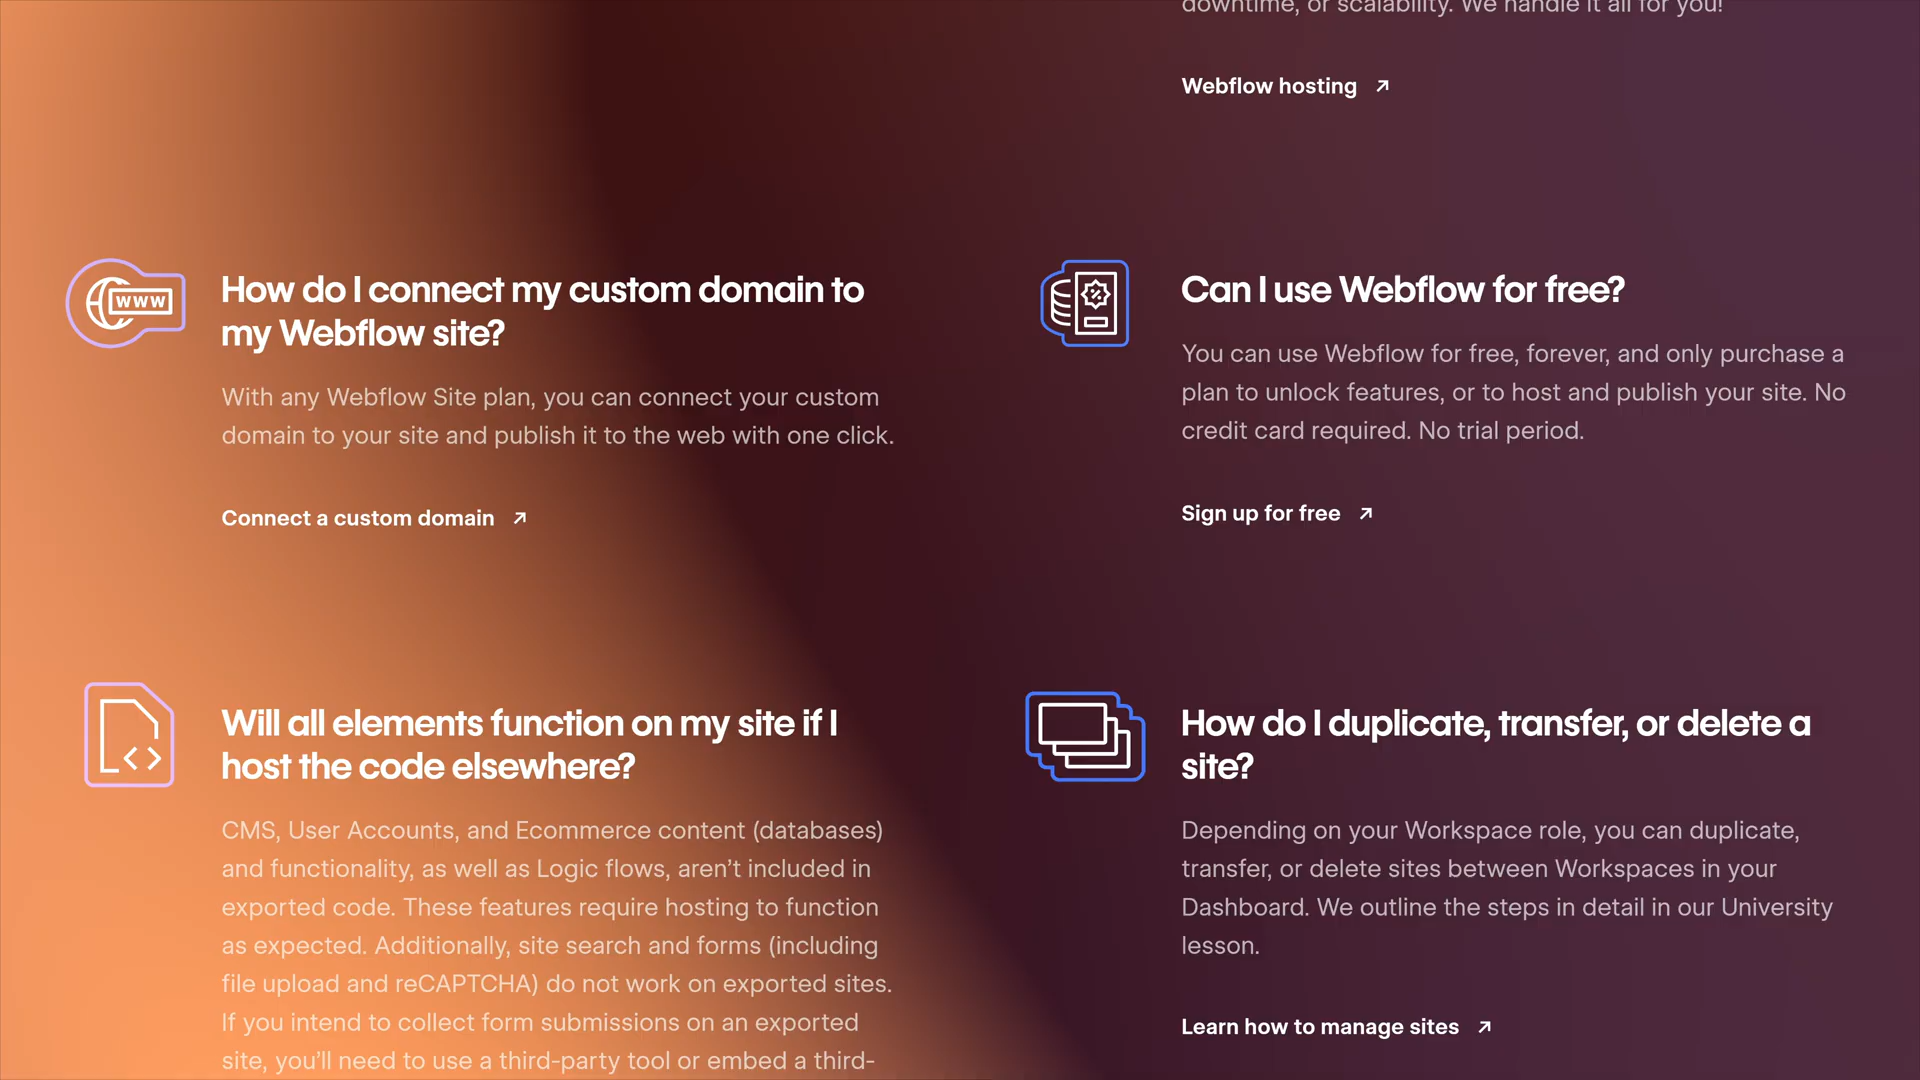 downtime, or scalability. We handle it all for you!
Webflow hosting
www
How do I connect my custom domain to
my Webflow site?
With any Webflow Site plan, you can connect your custom
domain to your site and publish it to the web with one click.
Connect a custom domain
Can I use Webflow for free?
You can use Webflow for free, forever, and only purchase a
plan to unlock features, or to host and publish your site. No
credit card required. No trial period.
Sign up for free
Will all elements function on my site if I
host the code elsewhere?
CMS, User Accounts, and Ecommerce content (databases)
and functionality, as well as Logic flows, aren’t included in
exported code. These features require hosting to function
as expected. Additionally, site search and forms (including
file upload and reCAPTCHA) do not work on exported sites.
If you intend to collect form submissions on an exported
site, you’ll need to use a third-party tool or embed a third-
How do I duplicate, transfer, or delete a
site?
Depending on your Workspace role, you can duplicate,
transfer, or delete sites between Workspaces in your
Dashboard. We outline the steps in detail in our University
lesson.
Learn how to manage sites